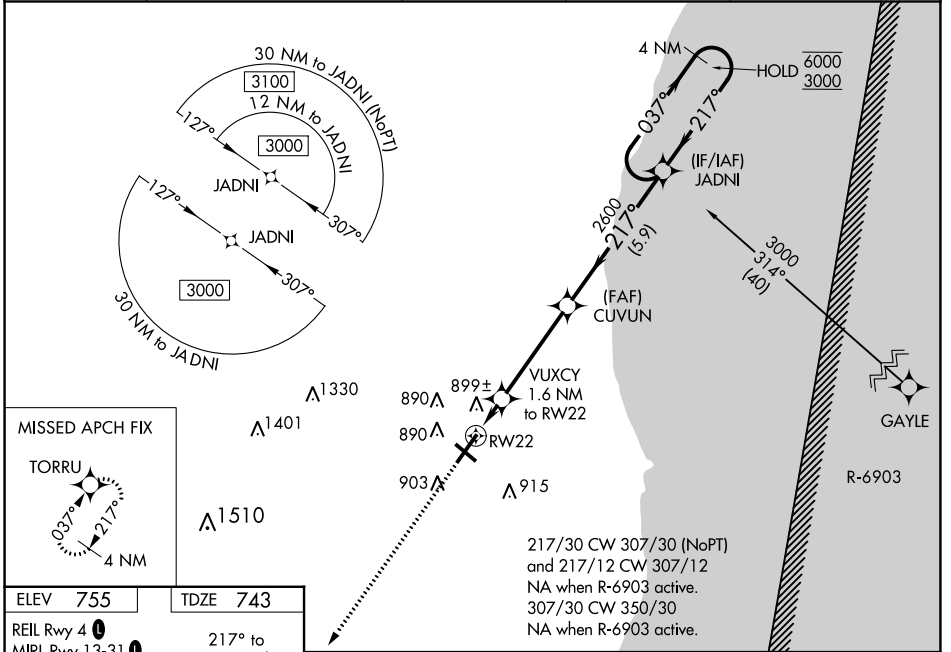 30 NM to JADNI (NoPT)
3100
12 NM to JADNI
3000
127°
JADNI
307°
127°
JADNI
307°
3000
30 NM to JADNI
4 NM
HOLD 6000
3000
037°
217°
(IF/IAF)
JADNI
2600
217°
(5.9)
3000
314°
(40)
(FAF)
CUVUN
VUXCY
1.6 NM
to RW22
899±
890
890
RW22
903
915
1330
1401
1510
GAYLE
R-6903
MISSED APCH FIX
TORRU
037°
217°
4 NM
217/30 CW 307/30 (NoPT)
and 217/12 CW 307/12
NA when R-6903 active.
307/30 CW 350/30
NA when R-6903 active.
ELEV 755
TDZE 743
REIL Rwy 4 L
MIRL Rwy 13-31 L
217° to